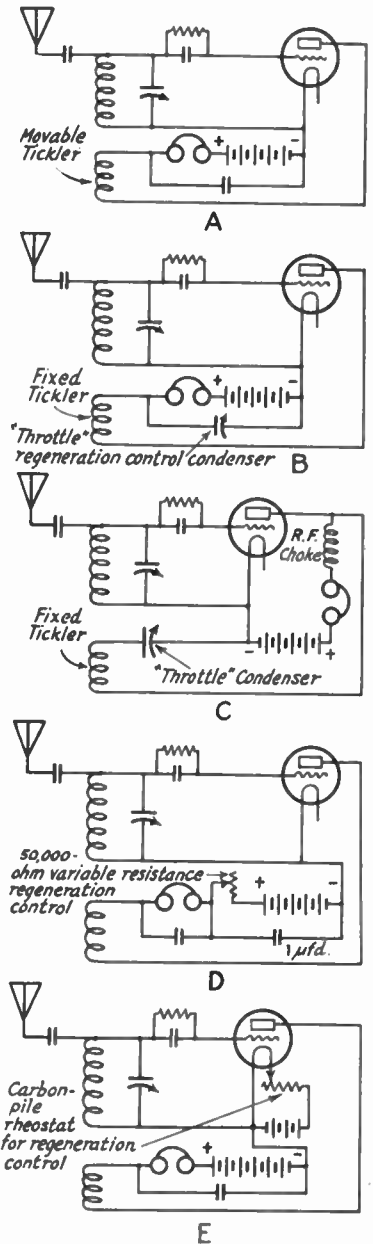 Movable
Tickler
+
-
A
Fixed
Tickler
+
-
"Throttle"
regeneration control condenser
B
R.F.
Choke
Fixed
Tickler
-
+
"Throttle" Condenser
C
50,000-
ohm variable resistance
regeneration
control
+
-
1 μfd.
D
Carbon-
pile
rheostat
for regeneration
control
+
-
E